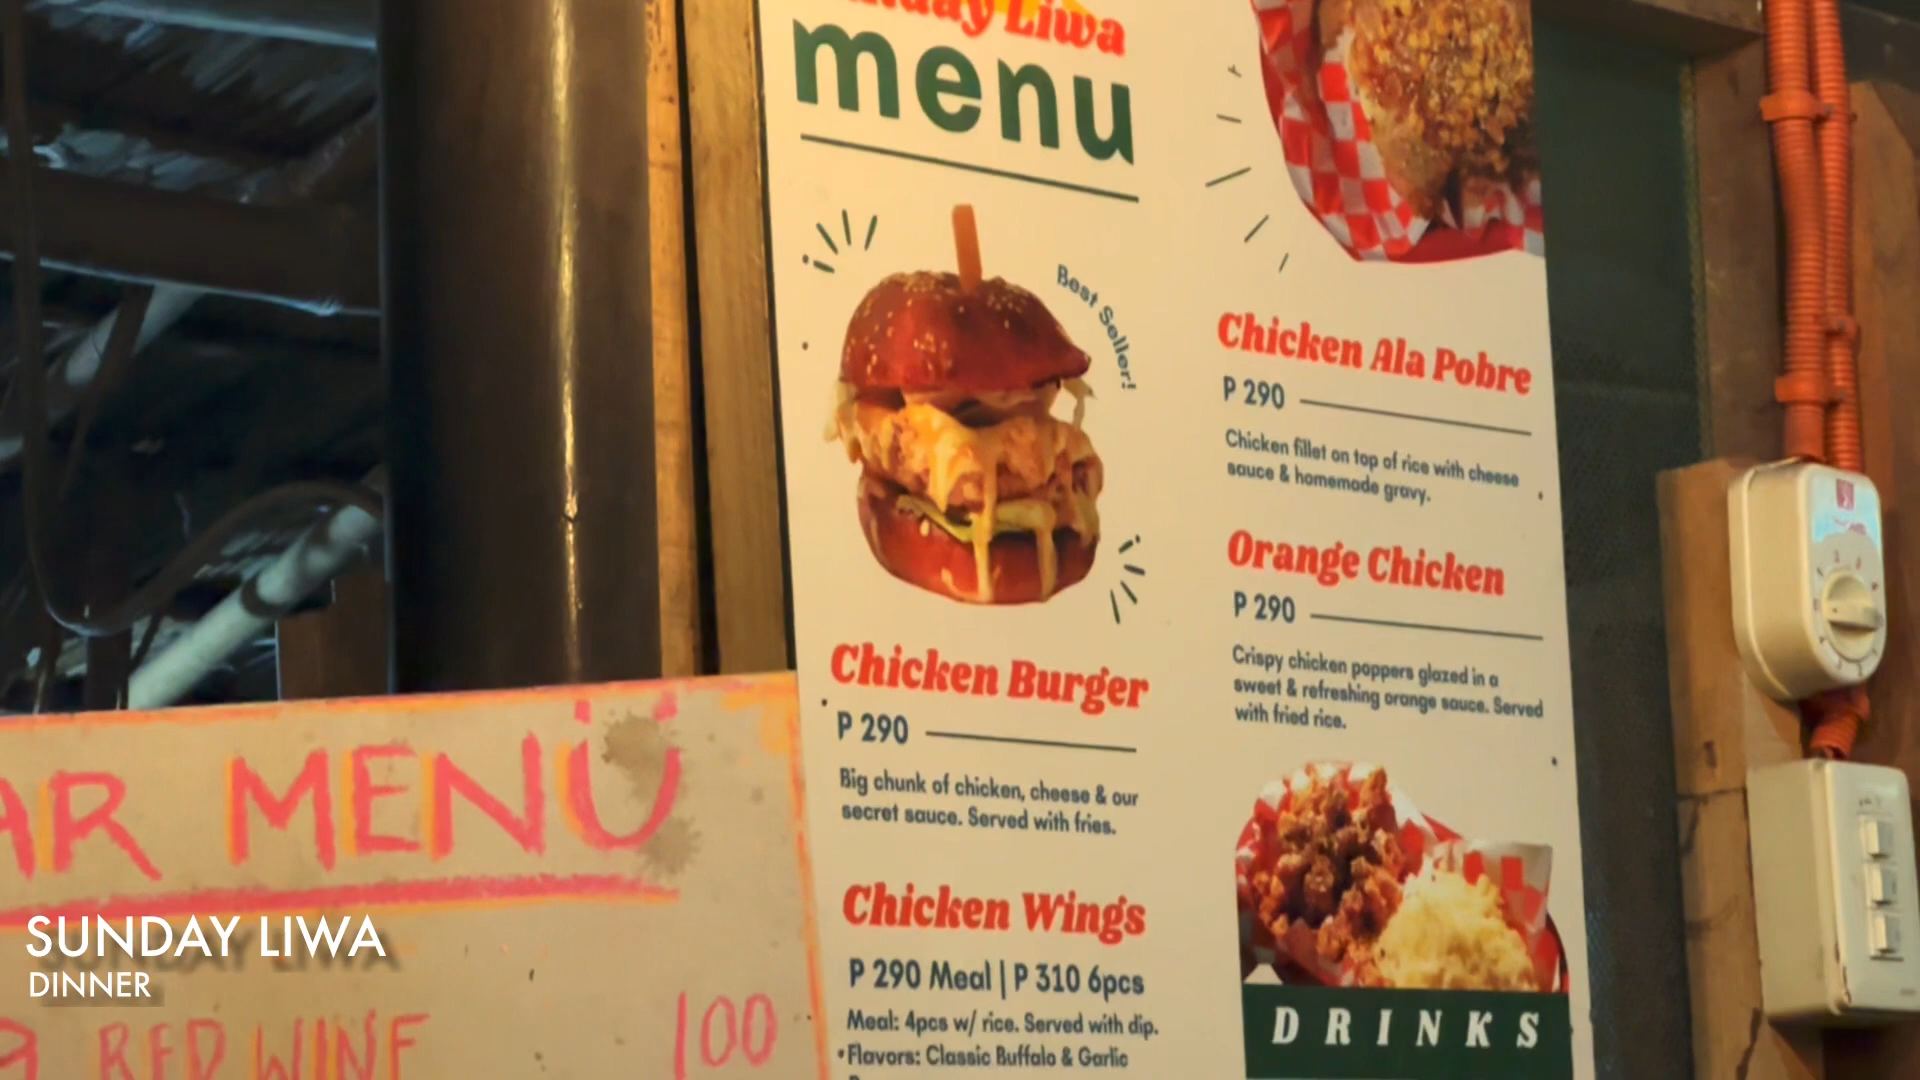 Liwa
menu
Best Seller!
Chicken Burger
P 290
Big chunk of chicken, cheese & our
secret sauce. Served with fries.
Chicken Wings
P 290 Meal | P 310 6pcs
Meal: 4pcs w/ rice. Served with dip.
•Flavors: Classic Buffalo & Garlic
Chicken Ala Pobre
P 290
Chicken fillet on top of rice with cheese
sauce & homemade gravy.
Orange Chicken
P 290
Crispy chicken poppers glazed in a
sweet & refreshing orange sauce. Served
with fried rice.
DRINKS
MENU
RED WINE 100
SUNDAY LIWA
DINNER